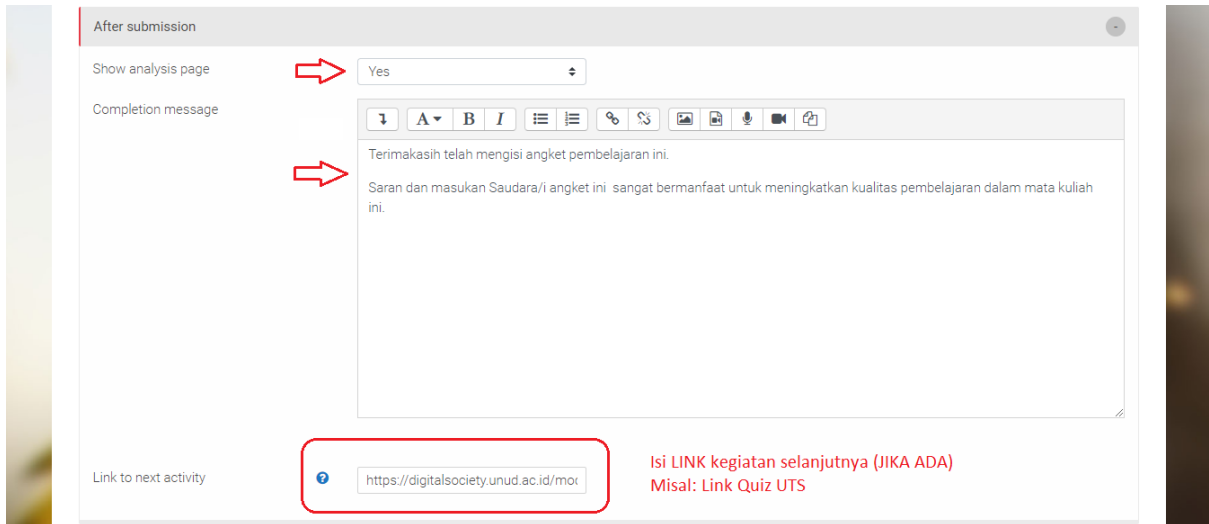 After submission
-
Show analysis page
Yes
Completion message
A B I
Terimakasih telah mengisi angket pembelajaran ini.
Saran dan masukan Saudara/i angket ini sangat bermanfaat untuk meningkatkan kualitas pembelajaran dalam mata kuliah
ini.
Link to next activity
?
https://digitalsociety.unud.ac.id/mod
Isi LINK kegiatan selanjutnya (JIKA ADA)
Misal: Link Quiz UTS